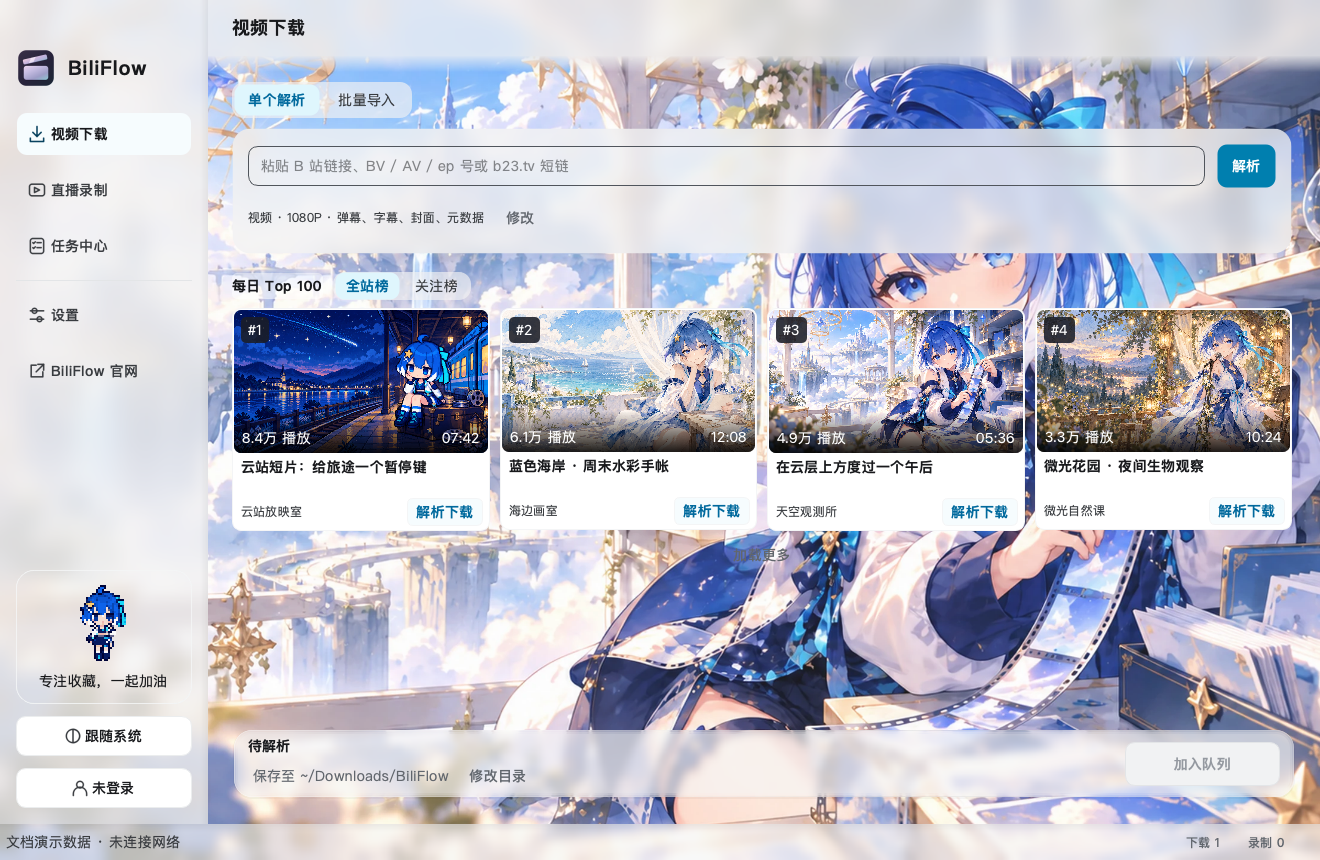 视频下载
BiliFlow
视频下载
直播录制
任务中心
设置
BiliFlow 官网
专注收藏，一起加油
跟随系统
未登录
单个解析 批量导入
粘贴 B 站链接、BV / AV / ep 号或 b23.tv 短链 解析
视频 · 1080P · 弹幕、字幕、封面、元数据 修改
每日 Top 100 全站榜 关注榜
#1
8.4万 播放 07:42
云站短片：给旅途一个暂停键
云站放映室 解析下载
#2
6.1万 播放 12:08
蓝色海岸 · 周末水彩手帐
海边画室 解析下载
#3
4.9万 播放 05:36
在云层上方度过一个午后
天空观测所 解析下载
#4
3.3万 播放 10:24
微光花园 · 夜间生物观察
微光自然课 解析下载
更多
待解析
保存至 ~/Downloads/BiliFlow 修改目录
加入队列
文档演示数据 · 未连接网络 下载 1 录制 0